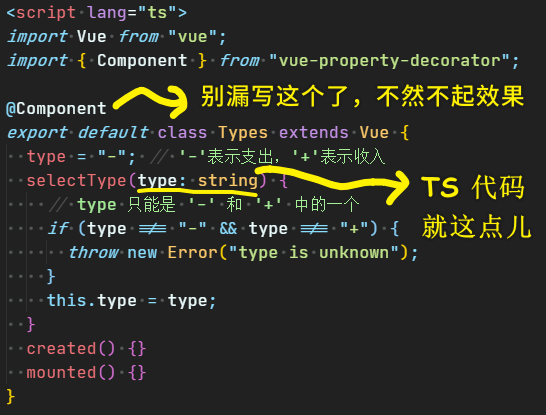 <script lang="ts">
import Vue from "vue";
import { Component } from "vue-property-decorator";
@Component
别漏写这个了，不然不起效果
export default class Types extends Vue {
type = "-"; // '-'表示支出，'+'表示收入
selectType(type: string) {
TS 代码
就这点儿
// type 只能是 '-' 和 '+' 中的一个
if (type !== "-" && type !== "+") {
throw new Error("type is unknown");
}
this.type = type;
}
created() {}
mounted() {}
}